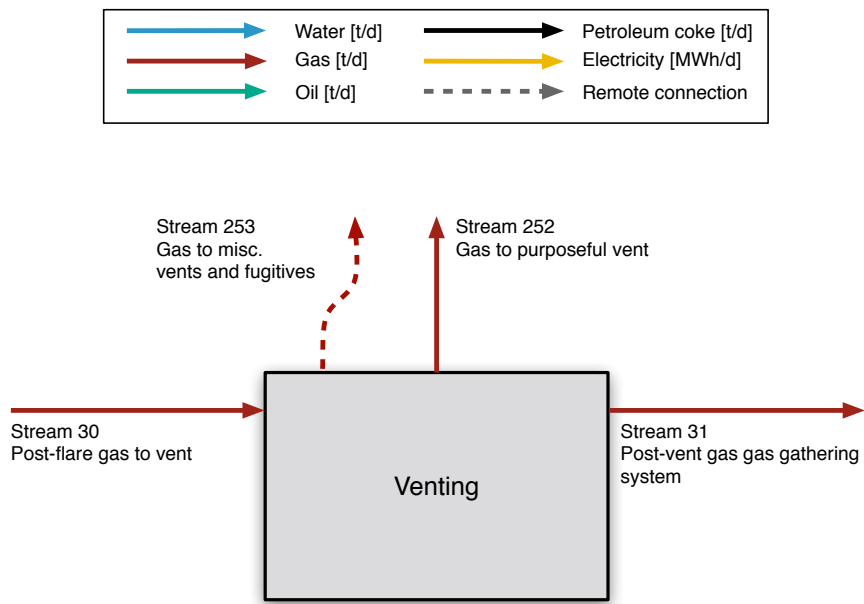 Water [t/d]
Petroleum coke [t/d]
Gas [t/d]
Electricity [MWh/d]
Oil [t/d]
Remote connection
Stream 253
Gas to misc.
vents and fugitives
Stream 252
Gas to purposeful vent
Stream 30
Post-flare gas to vent
Venting
Stream 31
Post-vent gas gas gathering
system